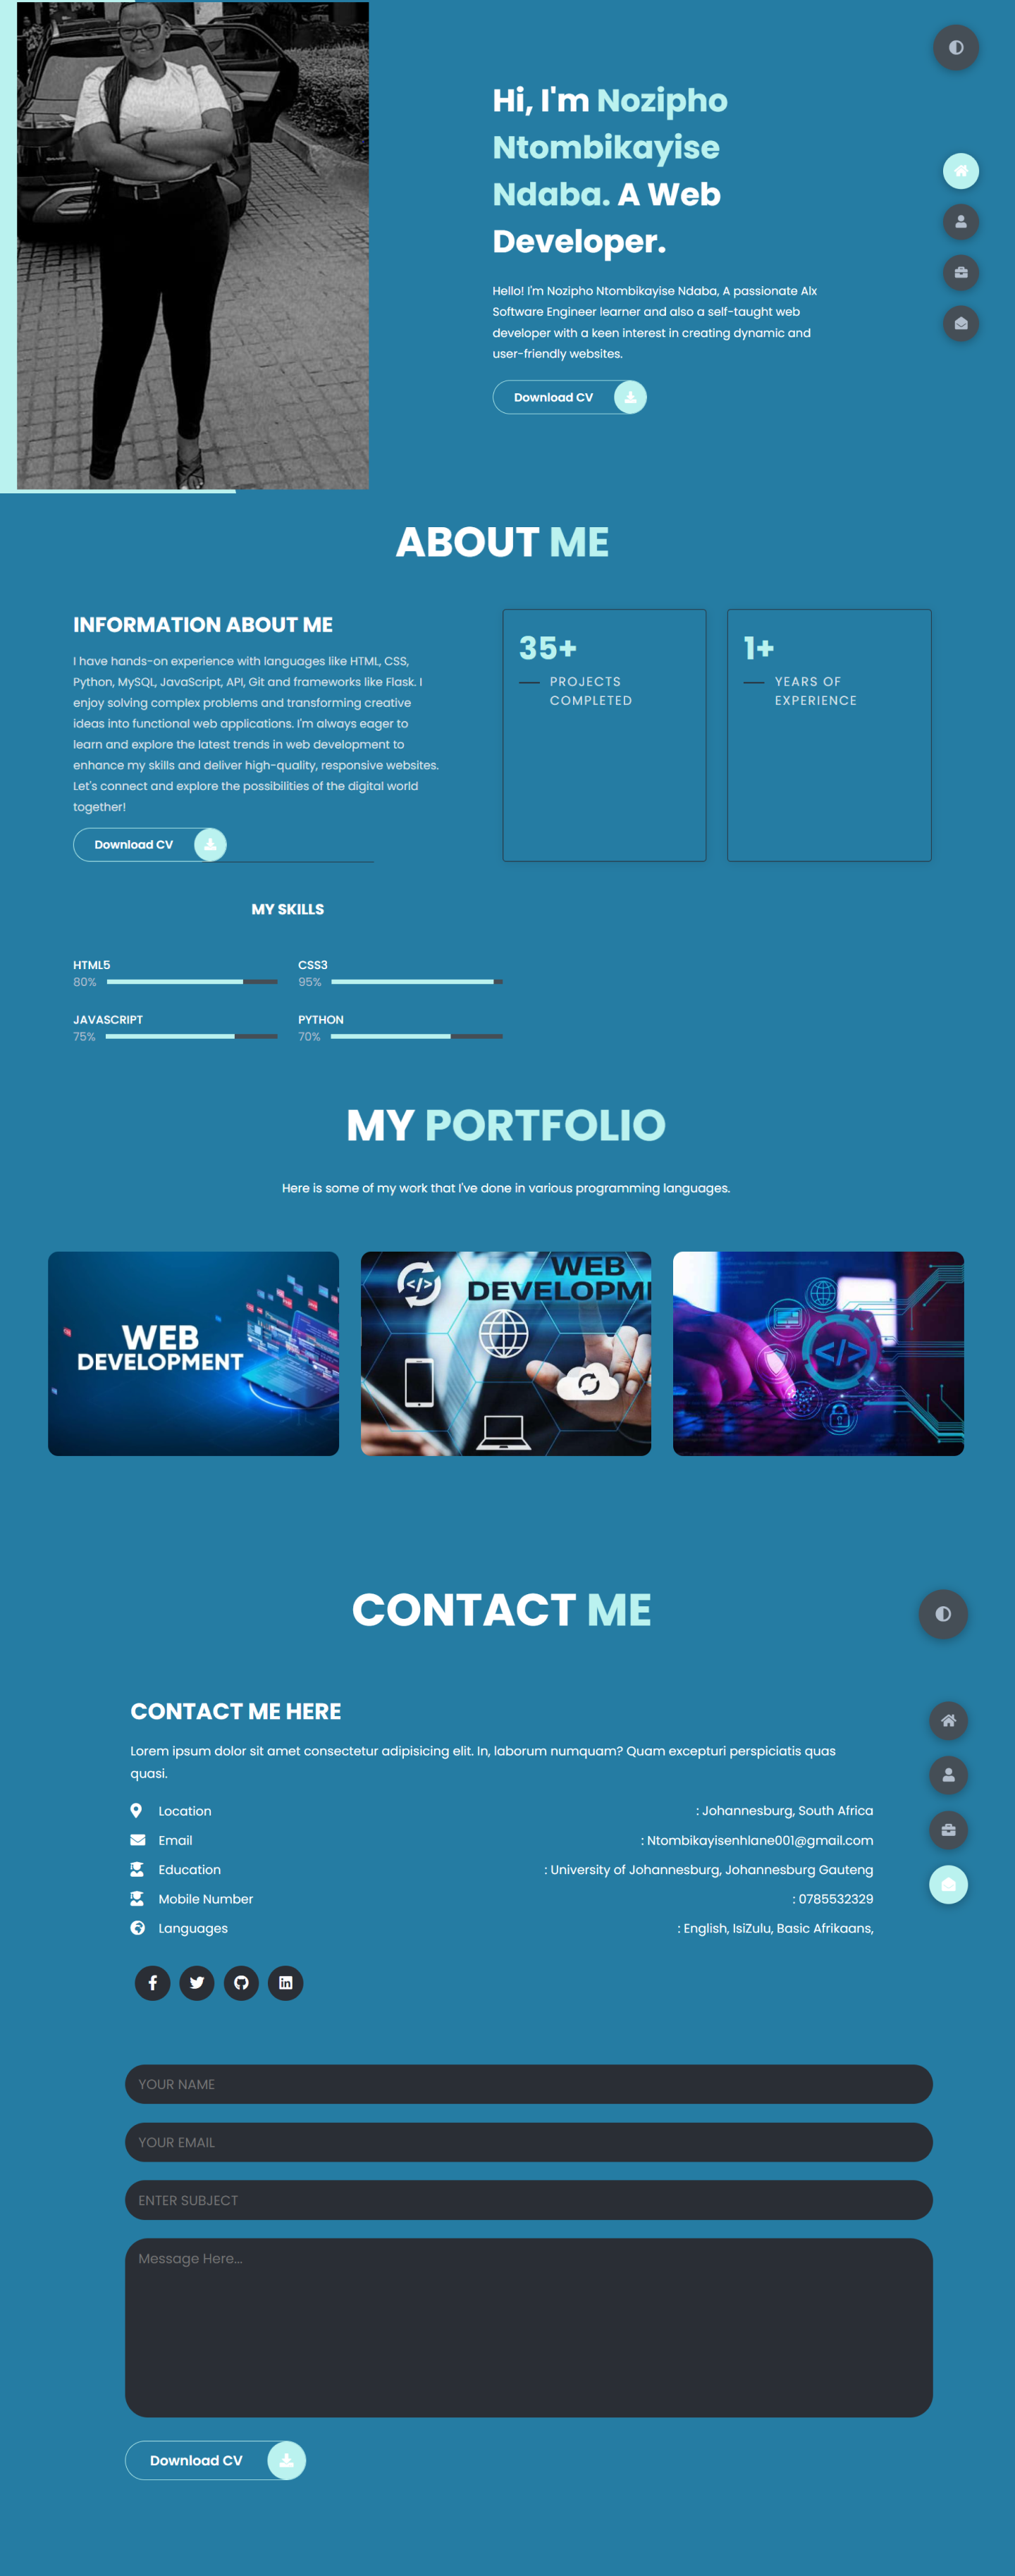 Hi, I'm Nozipho
Ntombikayise
Ndaba. A Web
Developer.
Hello! I'm Nozipho Ntombikayise Ndaba, A passionate Alx
Software Engineer learner and also a self-taught web
developer with a keen interest in creating dynamic and
user-friendly websites.
Download CV
ABOUT ME
INFORMATION ABOUT ME
I have hands-on experience with languages like HTML, CSS,
Python, MySQL, JavaScript, API, Git and frameworks like Flask. I
enjoy solving complex problems and transforming creative
ideas into functional web applications. I'm always eager to
learn and explore the latest trends in web development to
enhance my skills and deliver high-quality, responsive websites.
Let's connect and explore the possibilities of the digital world
together!
Download CV
35+
PROJECTS
COMPLETED
1+
YEARS OF
EXPERIENCE
MY SKILLS
HTML5
80%
CSS3
95%
JAVASCRIPT
75%
PYTHON
70%
MY PORTFOLIO
Here is some of my work that I've done in various programming languages.
WEB
DEVELOPMENT
</>
WEB
DEVELOPM
</>
CONTACT ME
CONTACT ME HERE
Lorem ipsum dolor sit amet consectetur adipisicing elit. In, laborum numquam? Quam excepturi perspiciatis quas
quasi.
Location : Johannesburg, South Africa
Email : Ntombikayisenhlane001@gmail.com
Education : University of Johannesburg, Johannesburg Gauteng
Mobile Number : 0785532329
Languages : English, IsiZulu, Basic Afrikaans,
YOUR NAME
YOUR EMAIL
ENTER SUBJECT
Message Here...
Download CV